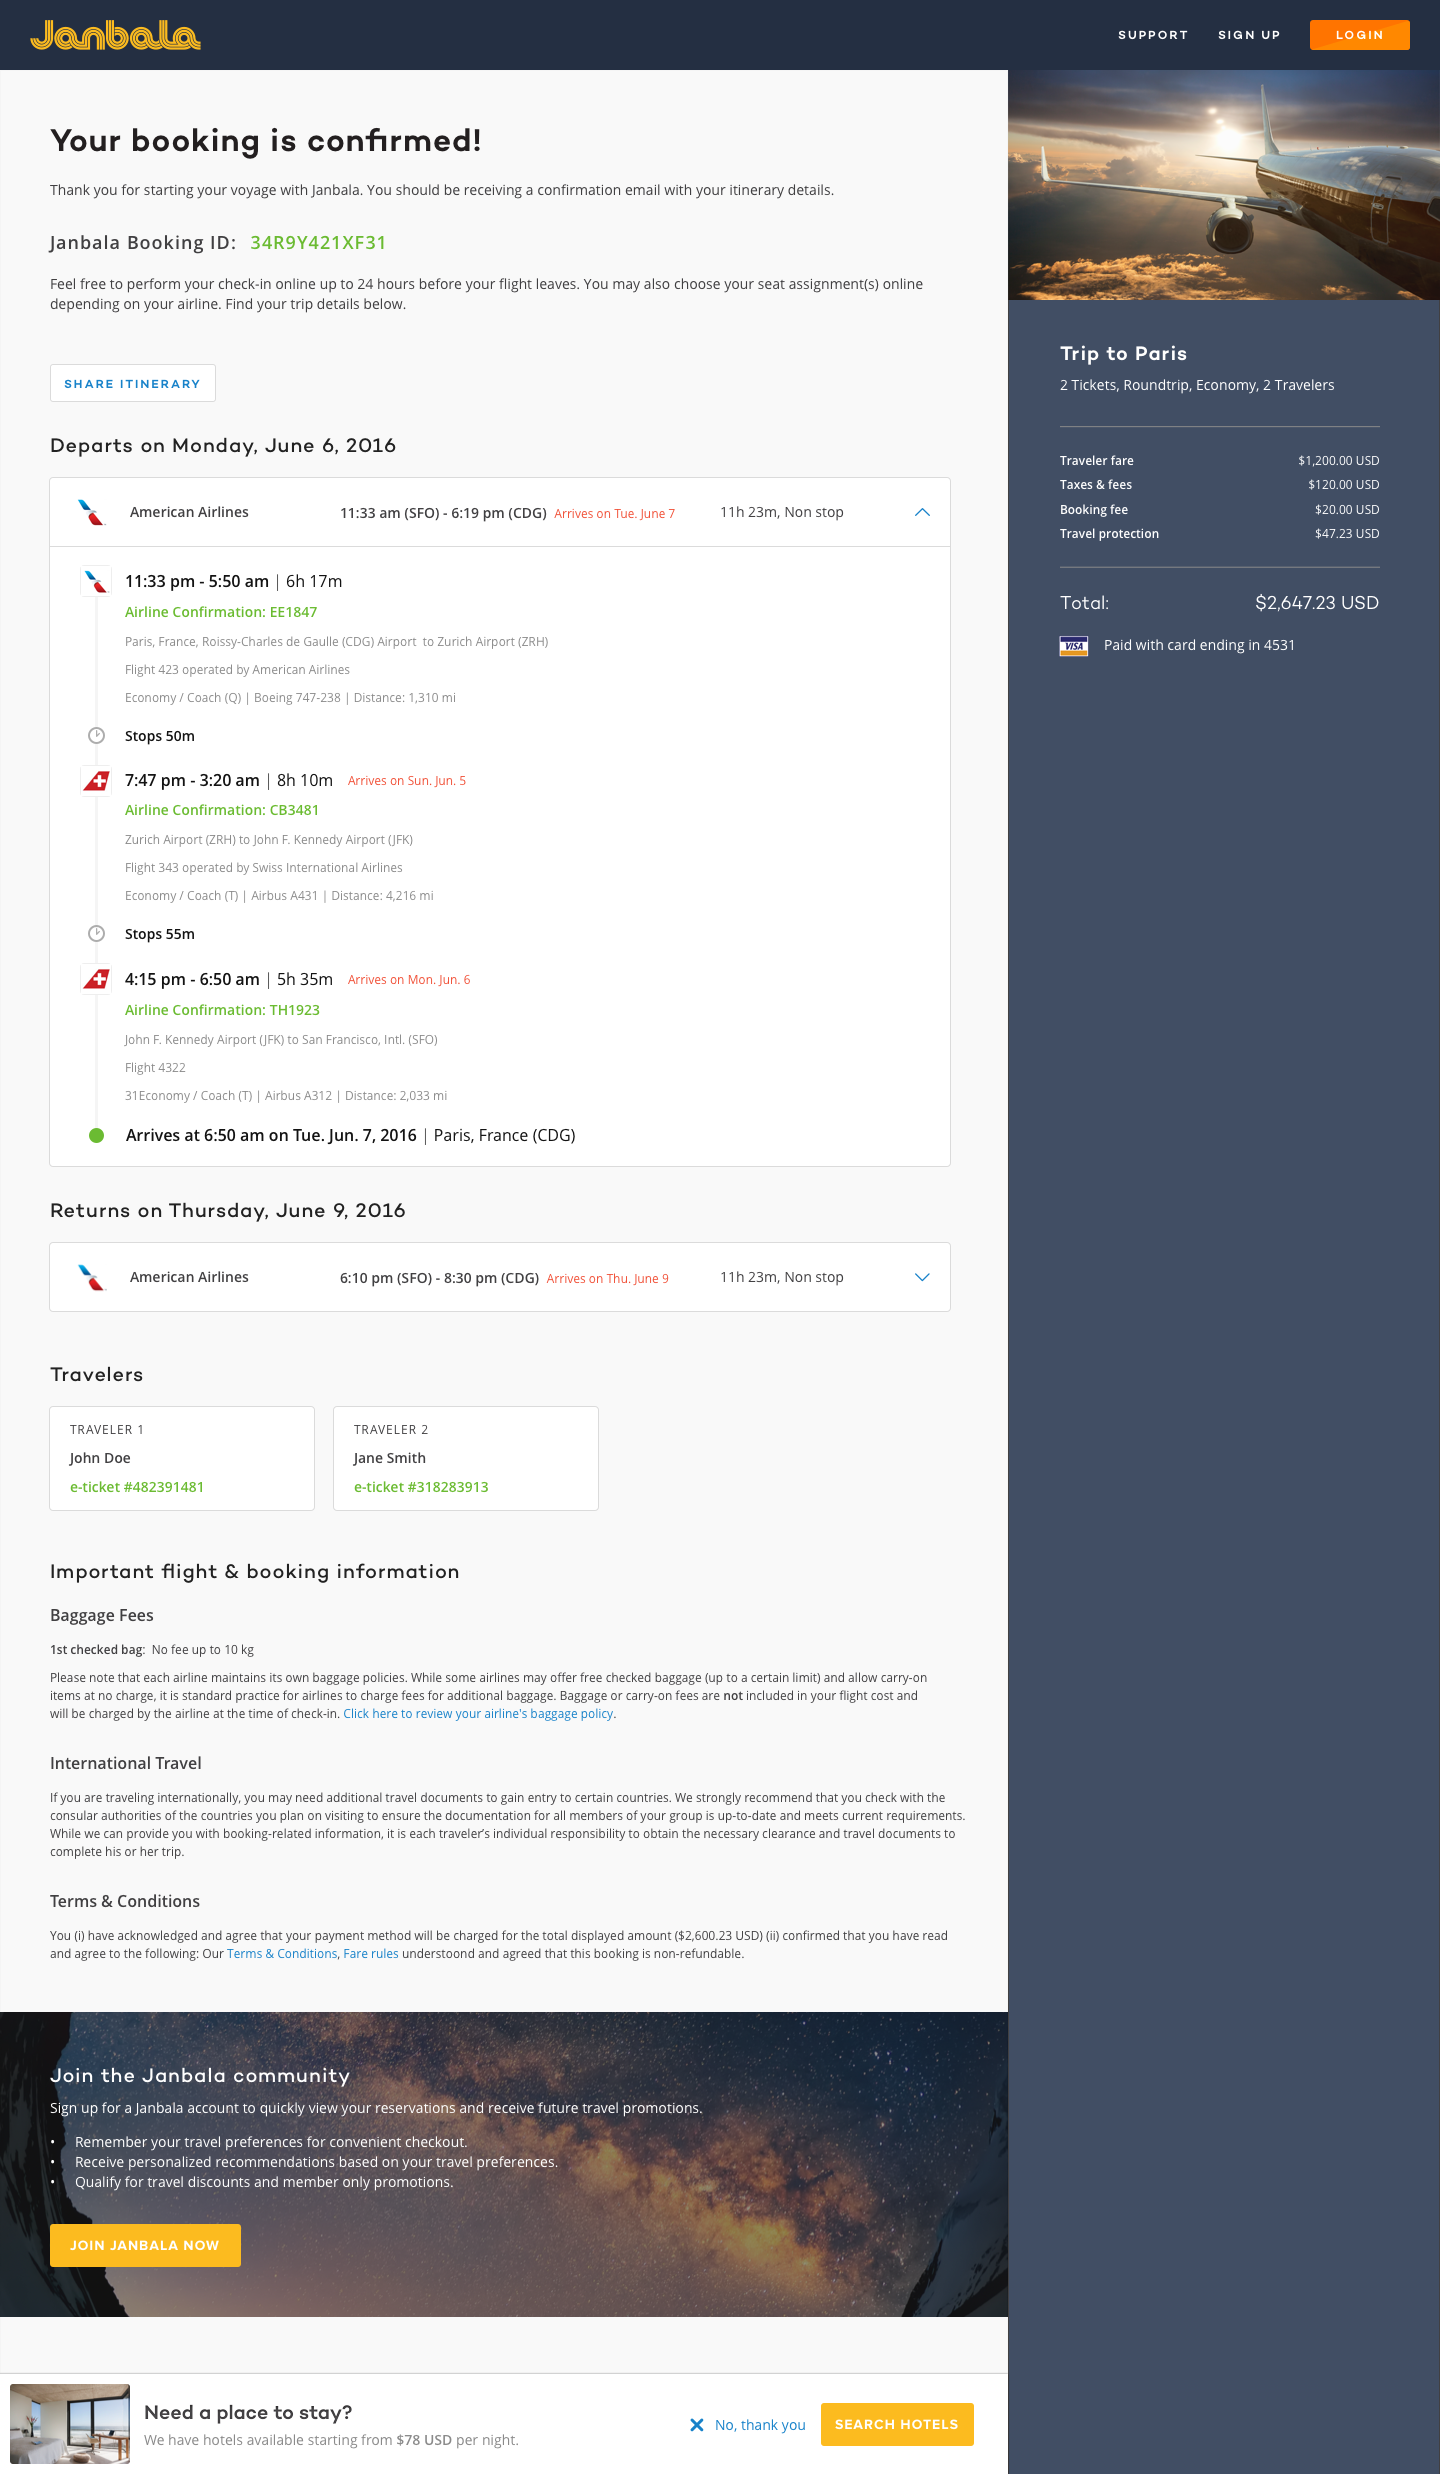 Janbala
SUPPORT SIGN UP LOGIN
Your booking is confirmed!
Thank you for starting your voyage with Janbala. You should be receiving a confirmation email with your itinerary details.
Janbala Booking ID: 34R9Y421XF31
Feel free to perform your check-in online up to 24 hours before your flight leaves. You may also choose your seat assignment(s) online
depending on your airline. Find your trip details below.
SHARE ITINERARY
Departs on Monday, June 6, 2016
American Airlines 11:33 am (SFO) - 6:19 pm (CDG) Arrives on Tue. June 7 11h 23m, Non stop
11:33 pm - 5:50 am | 6h 17m
Airline Confirmation: EE1847
Paris, France, Roissy-Charles de Gaulle (CDG) Airport to Zurich Airport (ZRH)
Flight 423 operated by American Airlines
Economy / Coach (Q) | Boeing 747-238 | Distance: 1,310 mi
Stops 50m
7:47 pm - 3:20 am | 8h 10m Arrives on Sun. Jun. 5
Airline Confirmation: CB3481
Zurich Airport (ZRH) to John F. Kennedy Airport (JFK)
Flight 343 operated by Swiss International Airlines
Economy / Coach (T) | Airbus A431 | Distance: 4,216 mi
Stops 55m
4:15 pm - 6:50 am | 5h 35m Arrives on Mon. Jun. 6
Airline Confirmation: TH1923
John F. Kennedy Airport (JFK) to San Francisco, Intl. (SFO)
Flight 4322
31Economy / Coach (T) | Airbus A312 | Distance: 2,033 mi
Arrives at 6:50 am on Tue. Jun. 7, 2016 | Paris, France (CDG)
Returns on Thursday, June 9, 2016
American Airlines 6:10 pm (SFO) - 8:30 pm (CDG) Arrives on Thu. June 9 11h 23m, Non stop
Travelers
TRAVELER 1
John Doe
e-ticket #482391481
TRAVELER 2
Jane Smith
e-ticket #318283913
Important flight & booking information
Baggage Fees
1st checked bag: No fee up to 10 kg
Please note that each airline maintains its own baggage policies. While some airlines may offer free checked baggage (up to a certain limit) and allow carry-on
items at no charge, it is standard practice for airlines to charge fees for additional baggage. Baggage or carry-on fees are not included in your flight cost and
will be charged by the airline at the time of check-in. Click here to review your airline's baggage policy.
International Travel
If you are traveling internationally, you may need additional travel documents to gain entry to certain countries. We strongly recommend that you check with the
consular authorities of the countries you plan on visiting to ensure the documentation for all members of your group is up-to-date and meets current requirements.
While we can provide you with booking-related information, it is each traveler's individual responsibility to obtain the necessary clearance and travel documents to
complete his or her trip.
Terms & Conditions
You (i) have acknowledged and agree that your payment method will be charged for the total displayed amount ($2,600.23 USD) (ii) confirmed that you have read
and agree to the following: Our Terms & Conditions, Fare rules understoond and agreed that this booking is non-refundable.
Join the Janbala community
Sign up for a Janbala account to quickly view your reservations and receive future travel promotions.
• Remember your travel preferences for convenient checkout.
• Receive personalized recommendations based on your travel preferences.
• Qualify for travel discounts and member only promotions.
JOIN JANBALA NOW
Need a place to stay?
We have hotels available starting from $78 USD per night.
No, thank you
SEARCH HOTELS
Trip to Paris
2 Tickets, Roundtrip, Economy, 2 Travelers
Traveler fare $1,200.00 USD
Taxes & fees $120.00 USD
Booking fee $20.00 USD
Travel protection $47.23 USD
Total: $2,647.23 USD
VISA Paid with card ending in 4531